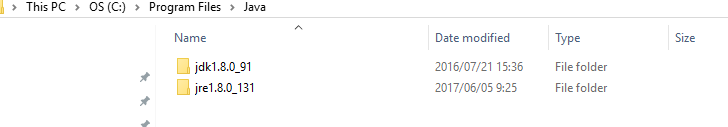 This PC > OS (C:) > Program Files > Java
Name Date modified Type Size
jdk1.8.0_91 2016/07/21 15:36 File folder
jre1.8.0_131 2017/06/05 9:25 File folder